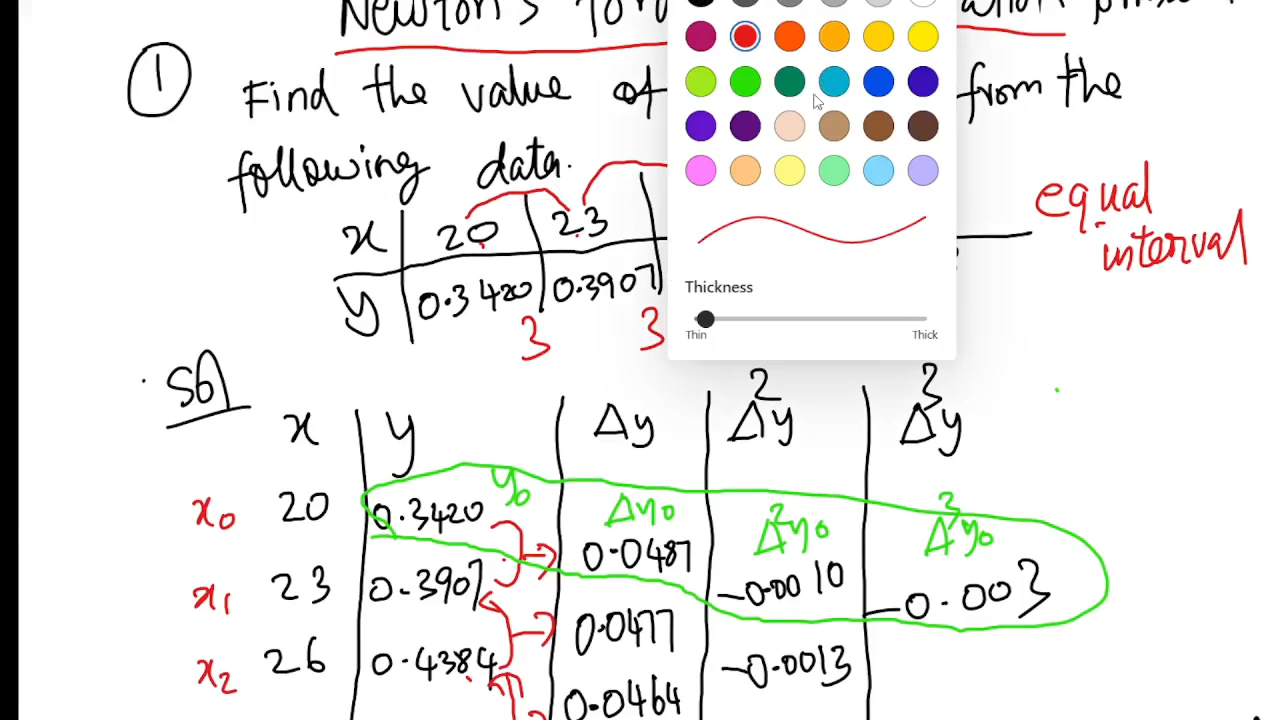 Newton's
① Find the value of from the
following data.
x 20 23
y 0.3420 0.3907
equal
interval
3 3
Thickness
Thin Thick
Sol
x y Δy Δ²y Δ³y
y₀ Δy₀ Δ²y₀ Δ³y₀
x₀ 20 0.3420 0.0487 -0.0010 -0.003
x₁ 23 0.3907 0.0477
x₂ 26 0.4384 -0.0013
0.0464